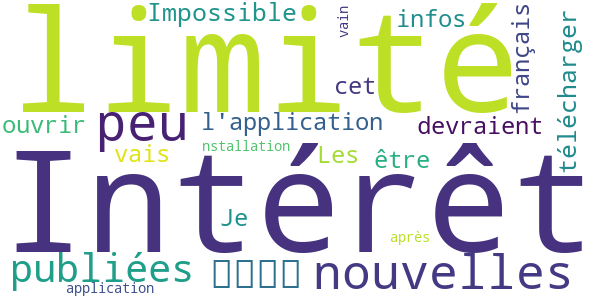 limité
Impossible
vain
infos
français
télécharger
cet
ouvrir
peu
l'application
devraient
vais
nstallation
Les
être
Intérêt
Je
après
publiées
nouvelles
application